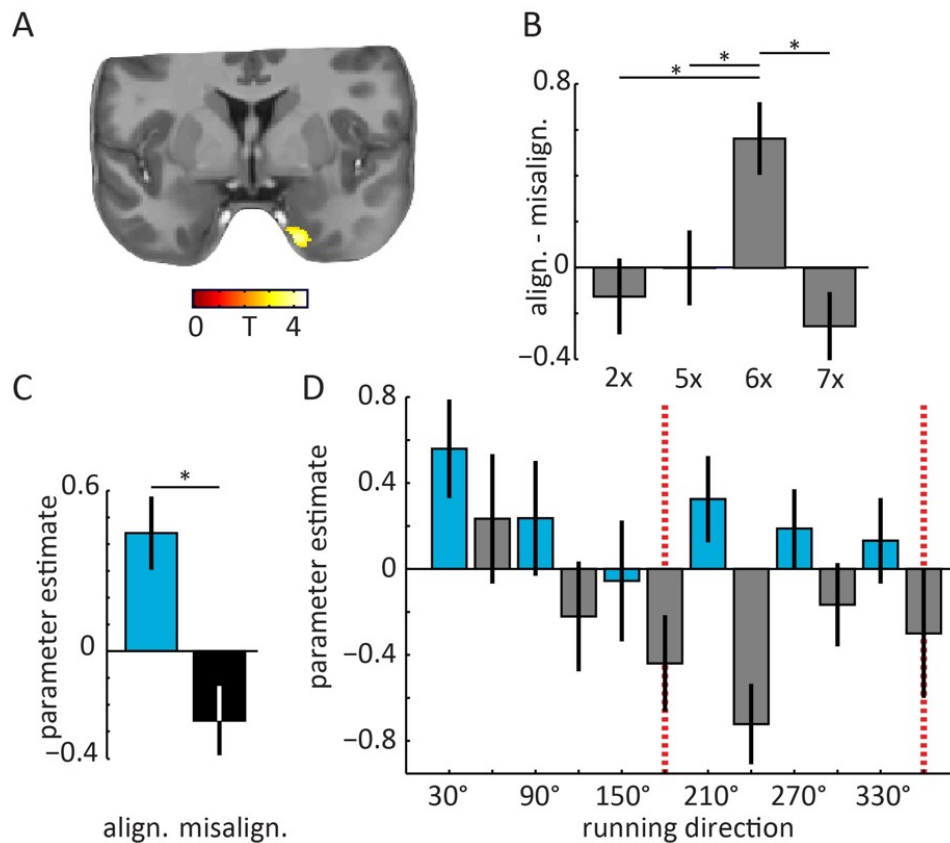 A
0 T 4
B
* * *
0.8
0
−0.4
align. - misalign.
2x 5x 6x 7x
C
*
0.6
0
−0.4
parameter estimate
align. misalign.
D
0.8
0.4
0
−0.4
−0.8
parameter estimate
30° 90° 150° 210° 270° 330°
running direction